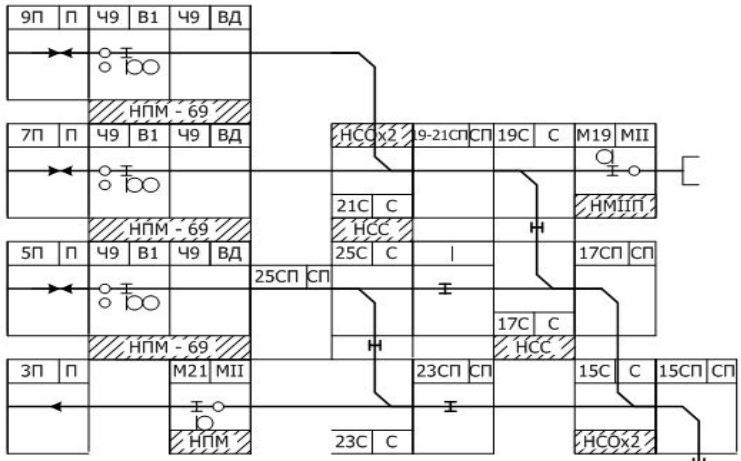 9П П Ч9 В1 Ч9 ВД
НПМ - 69
7П П Ч9 В1 Ч9 ВД НСОх2 19-21СП СП 19С С М19 МII
21С С НМIIП
НПМ - 69 НСС
5П П Ч9 В1 Ч9 ВД 25С С | 17СП СП
25СП СП
17С С
НПМ - 69 НСС
3П П М21 МII 23СП СП 15С С 15СП СП
НПМ 23С С НСОх2